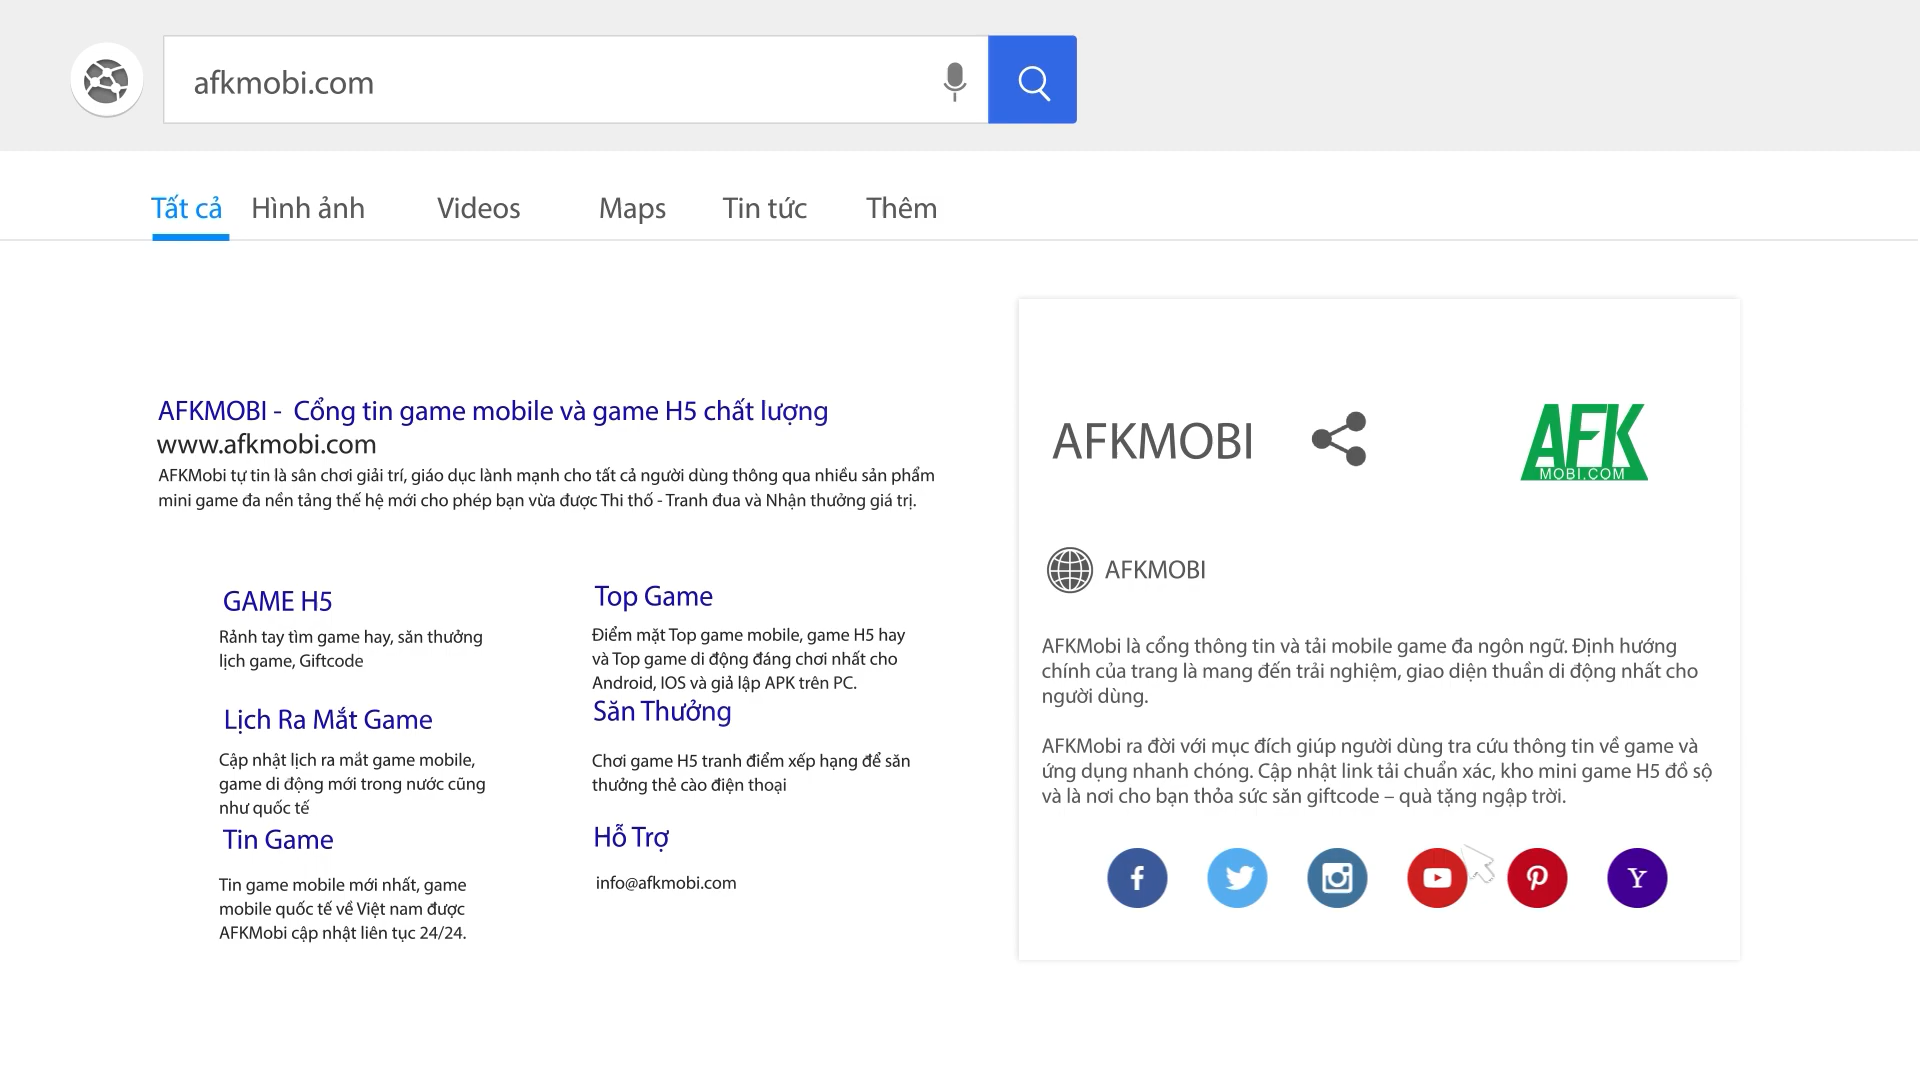 afkmobi.com
Tất cả Hình ảnh Videos Maps Tin tức Thêm
AFKMOBI - Cổng tin game mobile và game H5 chất lượng
www.afkmobi.com
AFKMobi tự tin là sân chơi giải trí, giáo dục lành mạnh cho tất cả người dùng thông qua nhiều sản phẩm
mini game đa nền tảng thế hệ mới cho phép bạn vừa được Thi thố - Tranh đua và Nhận thưởng giá trị.
GAME H5
Rảnh tay tìm game hay, săn thưởng
lịch game, Giftcode
Lịch Ra Mắt Game
Cập nhật lịch ra mắt game mobile,
game di động mới trong nước cũng
như quốc tế
Tin Game
Tin game mobile mới nhất, game
mobile quốc tế về Việt nam được
AFKMobi cập nhật liên tục 24/24.
Top Game
Điểm mặt Top game mobile, game H5 hay
và Top game di động đáng chơi nhất cho
Android, IOS và giả lập APK trên PC.
Săn Thưởng
Chơi game H5 tranh điểm xếp hạng để săn
thưởng thẻ cào điện thoại
Hỗ Trợ
info@afkmobi.com
AFKMOBI
AFK
MOBI.COM
AFKMOBI
AFKMobi là cổng thông tin và tải mobile game đa ngôn ngữ. Định hướng
chính của trang là mang đến trải nghiệm, giao diện thuần di động nhất cho
người dùng.
AFKMobi ra đời với mục đích giúp người dùng tra cứu thông tin về game và
ứng dụng nhanh chóng. Cập nhật link tải chuẩn xác, kho mini game H5 đồ sộ
và là nơi cho bạn thỏa sức săn giftcode – quà tặng ngập trời.